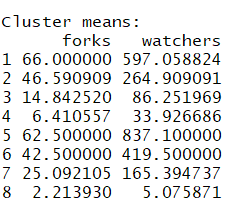 Cluster means:
forks watchers
1 66.000000 597.058824
2 46.590909 264.909091
3 14.842520 86.251969
4 6.410557 33.926686
5 62.500000 837.100000
6 42.500000 419.500000
7 25.092105 165.394737
8 2.213930 5.075871